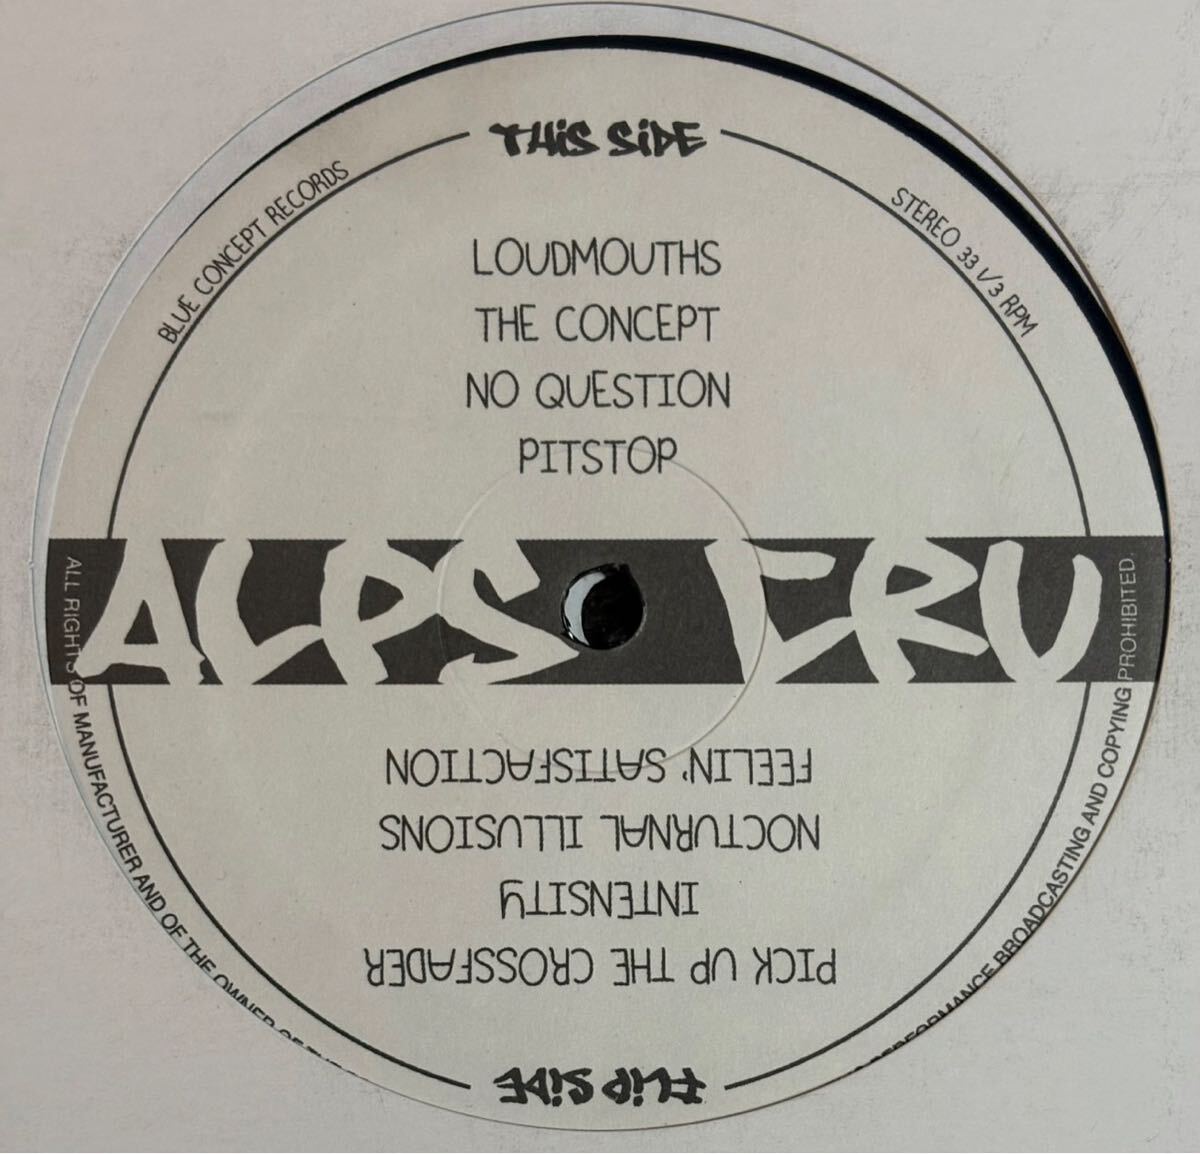 THIS SIDE
BLUE CONCEPT RECORDS
STEREO 33 1/3 RPM
LOUDMOUTHS
THE CONCEPT
NO QUESTION
PITSTOP
ALPS CRU
FLIP SIDE
PICK UP THE CROSSFADER
INTENSITY
NOCTURNAL ILLUSIONS
FEELIN' SATISFACTION
ALL RIGHTS OF MANUFACTURER AND OF THE OWNER OF THE
PERFORMANCE BROADCASTING AND COPYING PROHIBITED.